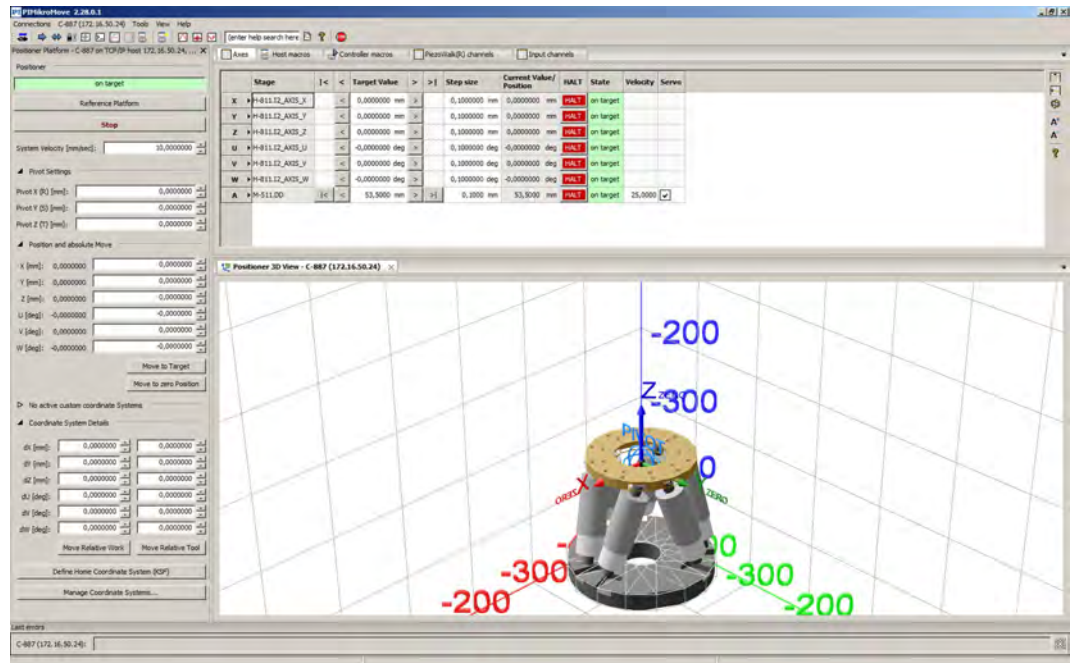 PIMikroMove 2.28.0.1
Connections C-887 (172.16.50.24) Tools View Help
[enter help search here
Positioner Platform - C-887 on TCP/IP host 172.16.50.24, ... X
Axes Host macros Controller macros PiezoWalk(R) channels Input channels
Positioner
on target
Reference Platform
Stop
System Velocity [mm/sec]: 10,0000000
Pivot Settings
Pivot X (R) [mm]: 0,0000000
Pivot Y (S) [mm]: 0,0000000
Pivot Z (T) [mm]: 0,0000000
Position and absolute Move
X [mm]: 0,0000000 0,0000000
Y [mm]: 0,0000000 0,0000000
Z [mm]: 0,0000000 -0,0000000
U [deg]: -0,0000000 -0,0000000
V [deg]: 0,0000000 0,0000000
W [deg]: -0,0000000 -0,0000000
Move to Target
Move to zero Position
No active custom coordinate Systems
Coordinate System Details
dX [mm]: 0,0000000 0,0000000
dY [mm]: 0,0000000 0,0000000
dZ [mm]: 0,0000000 0,0000000
dU [deg]: 0,0000000 0,0000000
dV [deg]: 0,0000000 0,0000000
dW [deg]: 0,0000000 0,0000000
Move Relative Work Move Relative Tool
Define Home Coordinate System (KSF)
Manage Coordinate Systems...
Stage |< < Target Value > >| Step size Current Value/ Position HALT State Velocity Servo
X H-811.I2_AXIS_X < 0,0000000 mm > 0,1000000 mm 0,0000000 mm HALT on target
Y H-811.I2_AXIS_Y < 0,0000000 mm > 0,1000000 mm 0,0000000 mm HALT on target
Z H-811.I2_AXIS_Z < 0,0000000 mm > 0,1000000 mm 0,0000000 mm HALT on target
U H-811.I2_AXIS_U < -0,0000000 deg > 0,1000000 deg -0,0000000 deg HALT on target
V H-811.I2_AXIS_V < 0,0000000 deg > 0,1000000 deg 0,0000000 deg HALT on target
W H-811.I2_AXIS_W < -0,0000000 deg > 0,1000000 deg -0,0000000 deg HALT on target
A M-511.DD |< < 53,5000 mm > >| 0,1000 mm 53,5000 mm HALT on target 25,0000
Positioner 3D View - C-887 (172.16.50.24)
-200
Z ZERO
-300
PIVOT
0
X ZERO
ZERO
0
-300
-300
-200
-200
Last errors
C-887 (172.16.50.24):